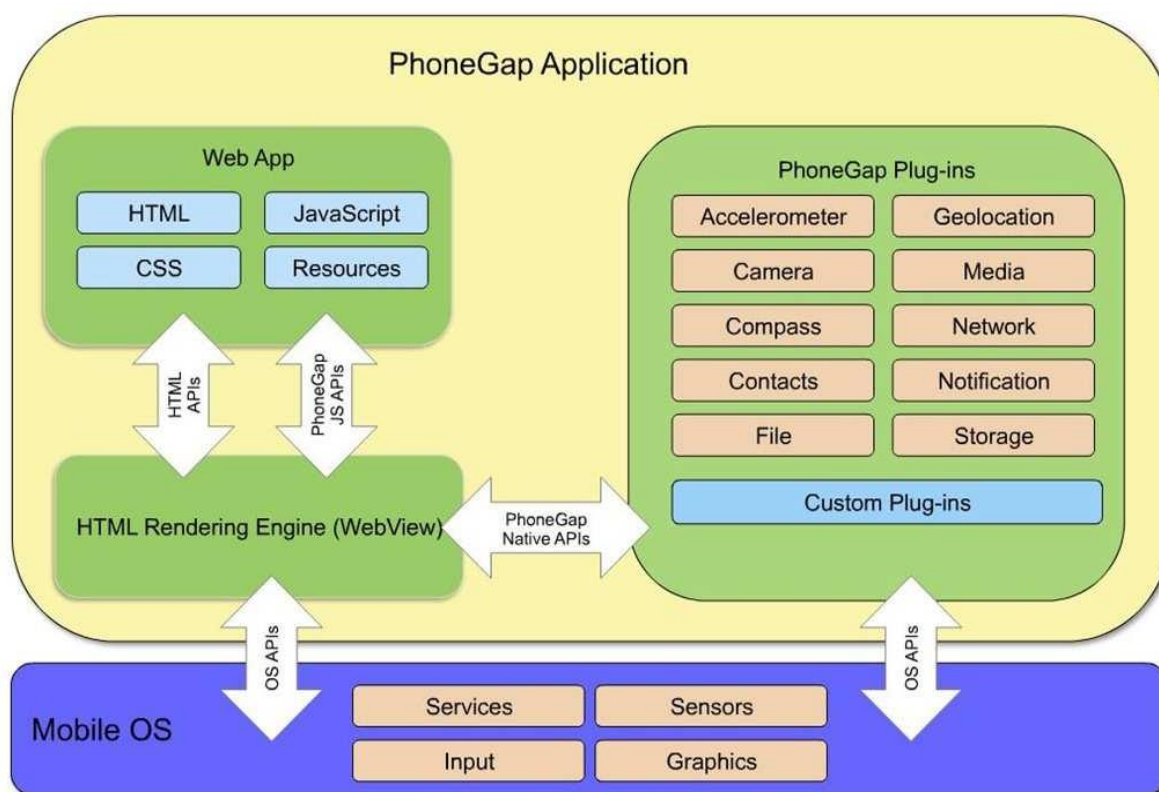 PhoneGap Application
Web App
HTML
JavaScript
CSS
Resources
HTML
APIs
PhoneGap
JS APIs
HTML Rendering Engine (WebView)
PhoneGap
Native APIs
PhoneGap Plug-ins
Accelerometer
Geolocation
Camera
Media
Compass
Network
Contacts
Notification
File
Storage
Custom Plug-ins
OS APIs
OS APIs
Mobile OS
Services
Sensors
Input
Graphics